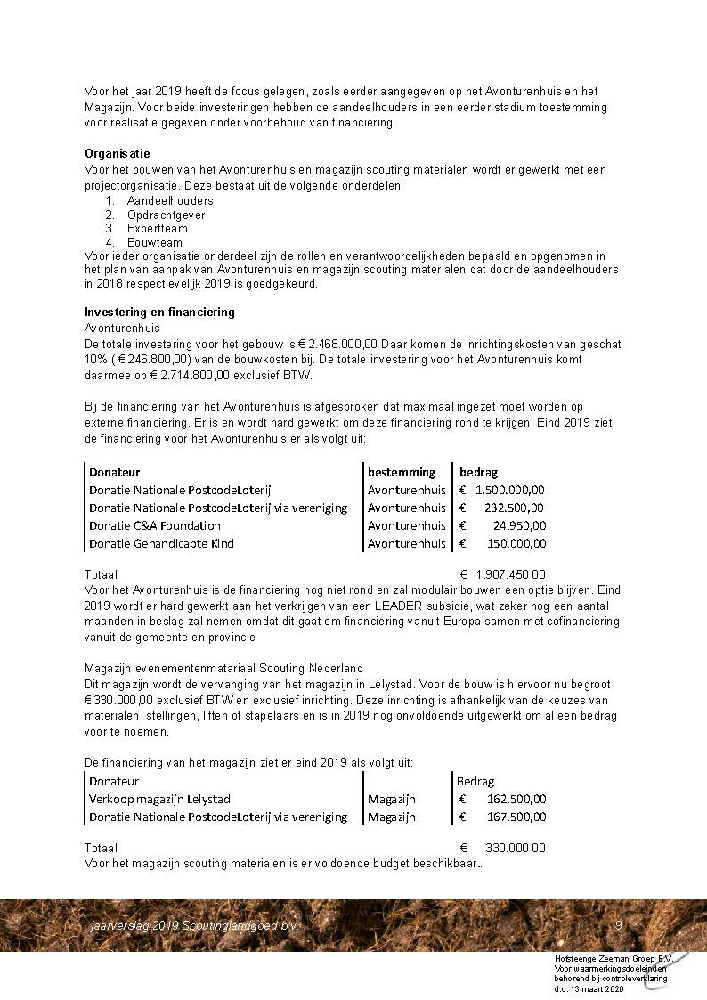 Voor het jaar 2019 heeft de focus gelegen, zoals eerder aangegeven op het Avonturenhuis en het
Magazijn. Voor beide investeringen hebben de aandeelhouders in een eerder stadium toestemming
voor realisatie gegeven onder voorbehoud van financiering.
Organisatie
Voor het bouwen van het Avonturenhuis en magazijn scouting materialen wordt er gewerkt met een
projectorganisatie. Deze bestaat uit de volgende onderdelen:
1. Aandeelhouders
2. Opdrachtgever
3. Expertteam
4. Bouwteam
Voor ieder organisatie onderdeel zijn de rollen en verantwoordelijkheden bepaald en opgenomen in
het plan van aanpak van Avonturenhuis en magazijn scouting materialen dat door de aandeelhouders
in 2018 respectievelijk 2019 is goedgekeurd.
Investering en financiering
Avonturenhuis
De totale investering voor het gebouw is € 2.468.000,00 Daar komen de inrichtingskosten van geschat
10% ( € 246.800,00) van de bouwkosten bij. De totale investering voor het Avonturenhuis komt
daarmee op € 2.714.800,00 exclusief BTW.
Bij de financiering van het Avonturenhuis is afgesproken dat maximaal ingezet moet worden op
externe financiering. Er is en wordt hard gewerkt om deze financiering rond te krijgen. Eind 2019 ziet
de financiering voor het Avonturenhuis er als volgt uit:
Donateur bestemming bedrag
Donatie Nationale PostcodeLoterij Avonturenhuis € 1.500.000,00
Donatie Nationale PostcodeLoterij via vereniging Avonturenhuis € 232.500,00
Donatie C&A Foundation Avonturenhuis € 24.950,00
Donatie Gehandicapte Kind Avonturenhuis € 150.000,00
Totaal € 1.907.450,00
Voor het Avonturenhuis is de financiering nog niet rond en zal modulair bouwen een optie blijven. Eind
2019 wordt er hard gewerkt aan het verkrijgen van een LEADER subsidie, wat zeker nog een aantal
maanden in beslag zal nemen omdat dit gaat om financiering vanuit Europa samen met cofinanciering
vanuit de gemeente en provincie
Magazijn evenementenmatariaal Scouting Nederland
Dit magazijn wordt de vervanging van het magazijn in Lelystad. Voor de bouw is hiervoor nu begroot
€ 330.000,00 exclusief BTW en exclusief inrichting. Deze inrichting is afhankelijk van de keuzes van
materialen, stellingen, liften of stapelaars en is in 2019 nog onvoldoende uitgewerkt om al een bedrag
voor te noemen.
De financiering van het magazijn ziet er eind 2019 als volgt uit:
Donateur Bedrag
Verkoop magazijn Lelystad Magazijn € 162.500,00
Donatie Nationale PostcodeLoterij via vereniging Magazijn € 167.500,00
Totaal € 330.000,00
Voor het magazijn scouting materialen is er voldoende budget beschikbaar..
jaarverslag 2019 Scoutinglandgoed b.v. 9
Hofsteenge Zeeman Groep B.V.
Voor waarmerkingsdoeleinden
behorend bij controleverklaring
d.d. 13 maart 2020